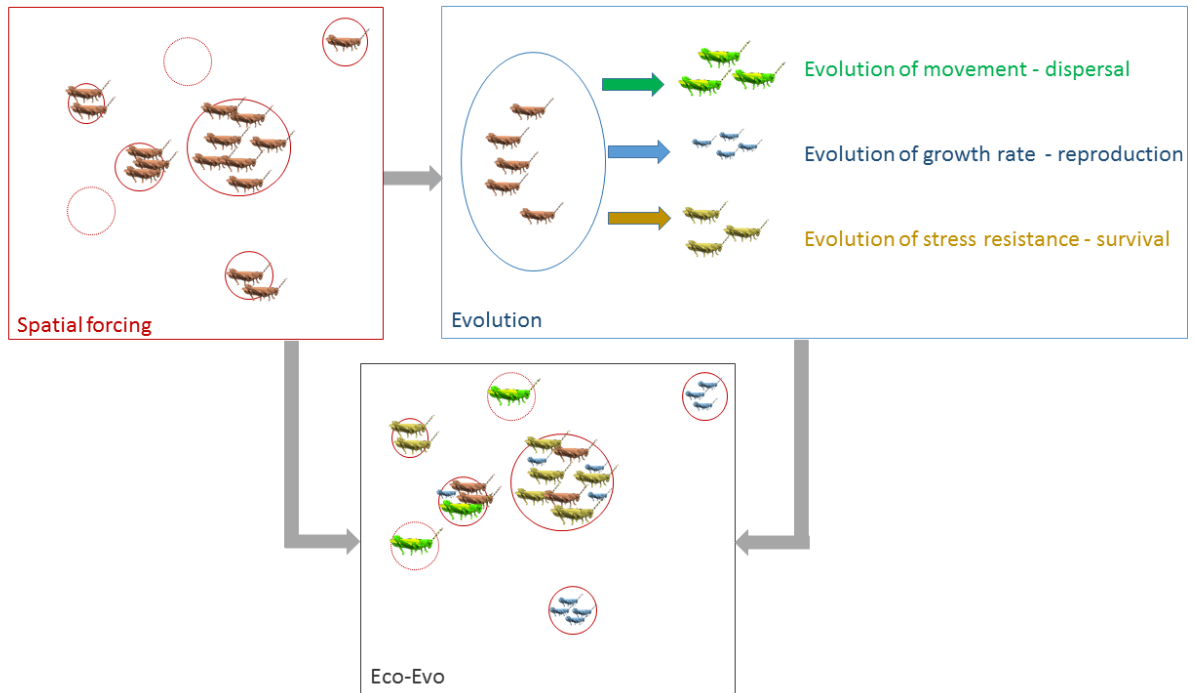 Spatial forcing
Evolution of movement - dispersal
Evolution of growth rate - reproduction
Evolution of stress resistance - survival
Evolution
Eco-Evo